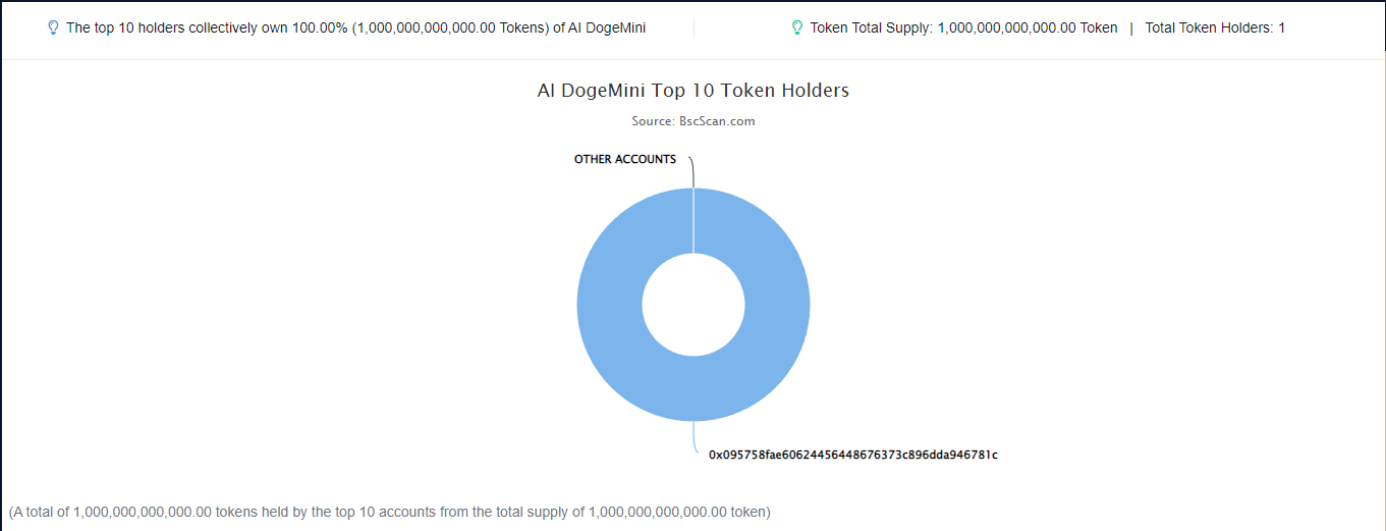 The top 10 holders collectively own 100.00% (1,000,000,000,000.00 Tokens) of AI DogeMini
Token Total Supply: 1,000,000,000,000.00 Token | Total Token Holders: 1
AI DogeMini Top 10 Token Holders
Source: BscScan.com
OTHER ACCOUNTS
0x095758fae60624456448676373c896dda946781c
(A total of 1,000,000,000,000.00 tokens held by the top 10 accounts from the total supply of 1,000,000,000,000.00 token)